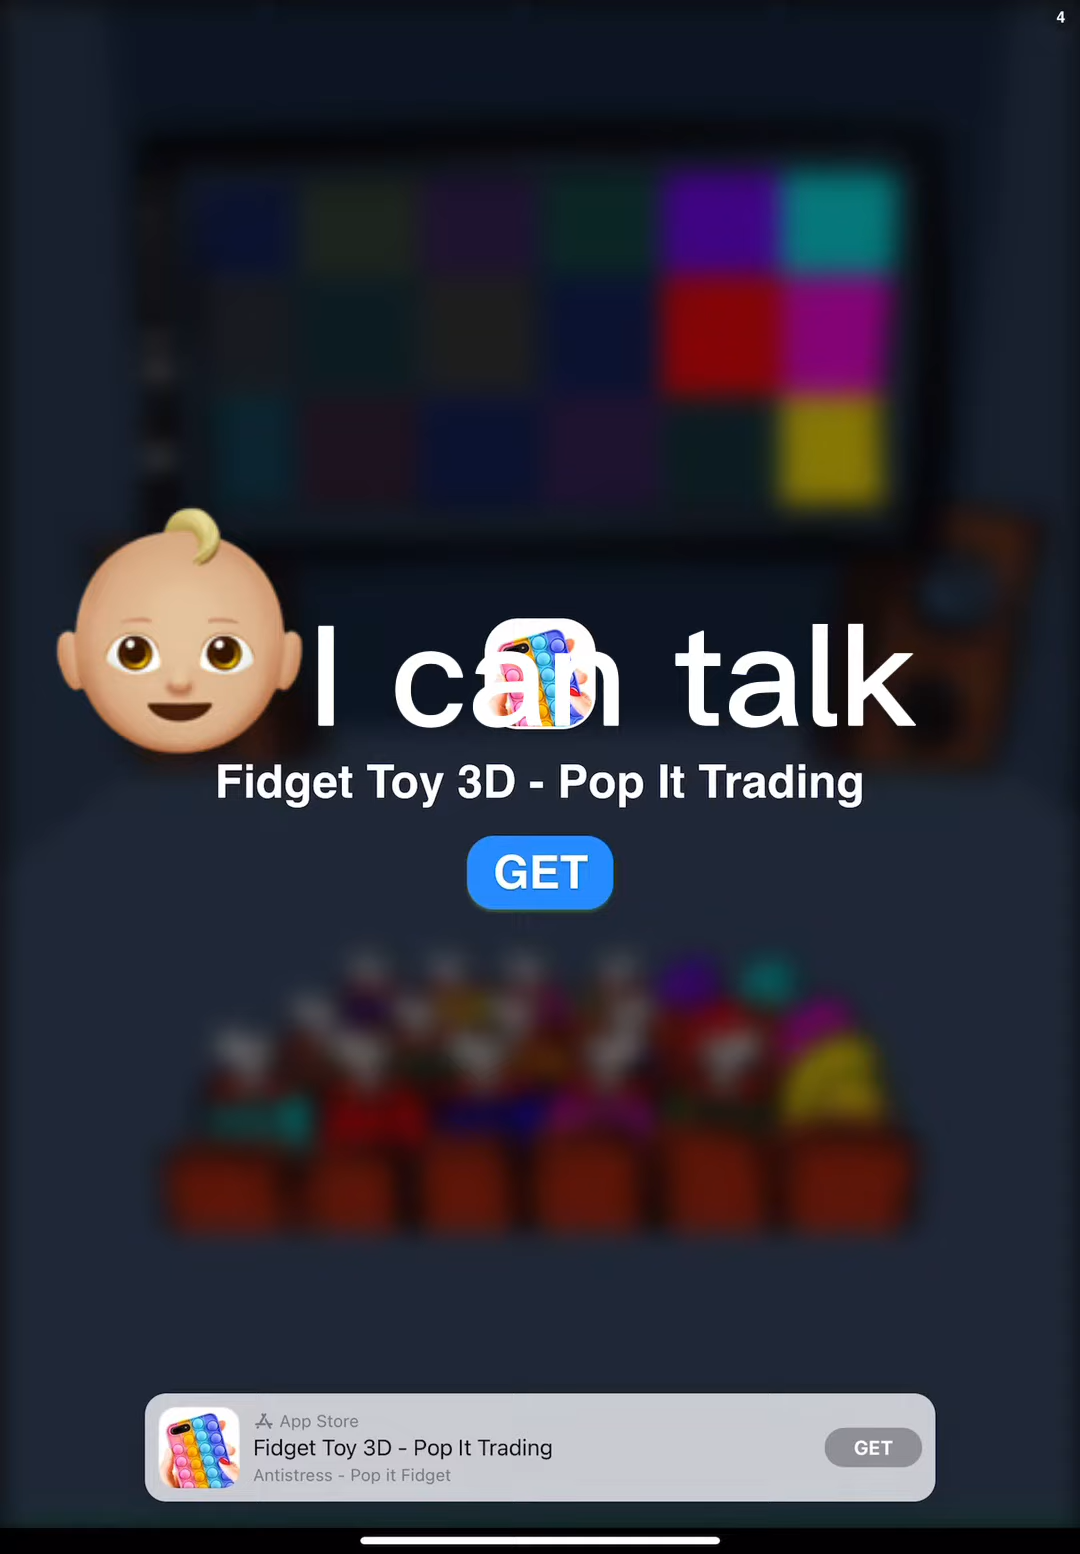 4
I can talk
Fidget Toy 3D - Pop It Trading
GET
App Store
Fidget Toy 3D - Pop It Trading
Antistress - Pop it Fidget
GET